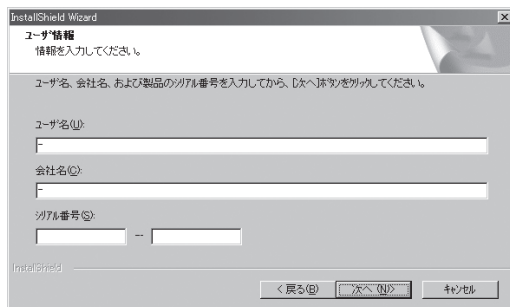 InstallShield Wizard
ユーザ情報
情報を入力してください。
ユーザ名、会社名、および製品のシリアル番号を入力してから、[次へ]ボタンをクリックしてください。
ユーザ名(U):
-
会社名(C):
-
シリアル番号(S):
--
InstallShield
< 戻る(B)
次へ (N)>
キャンセル